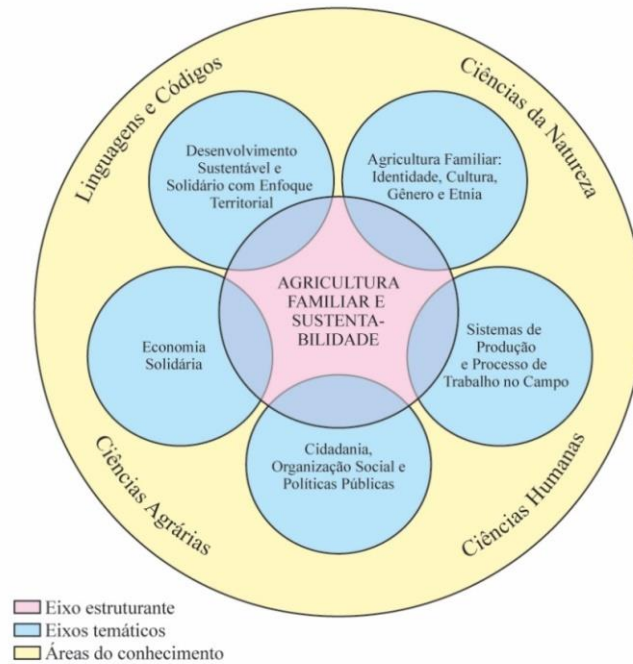 Linguagens e Códigos
Ciências da Natureza
Desenvolvimento
Sustentável e
Solidário com Enfoque
Territorial
Agricultura Familiar:
Identidade, Cultura,
Gênero e Etnia
AGRICULTURA
FAMILIAR E
SUSTENTA-
BILIDADE
Economia
Solidária
Sistemas de
Produção
e Processo de
Trabalho no Campo
Cidadania,
Organização Social e
Políticas Públicas
Ciências Agrárias
Ciências Humanas
Eixo estruturante
Eixos temáticos
Áreas do conhecimento